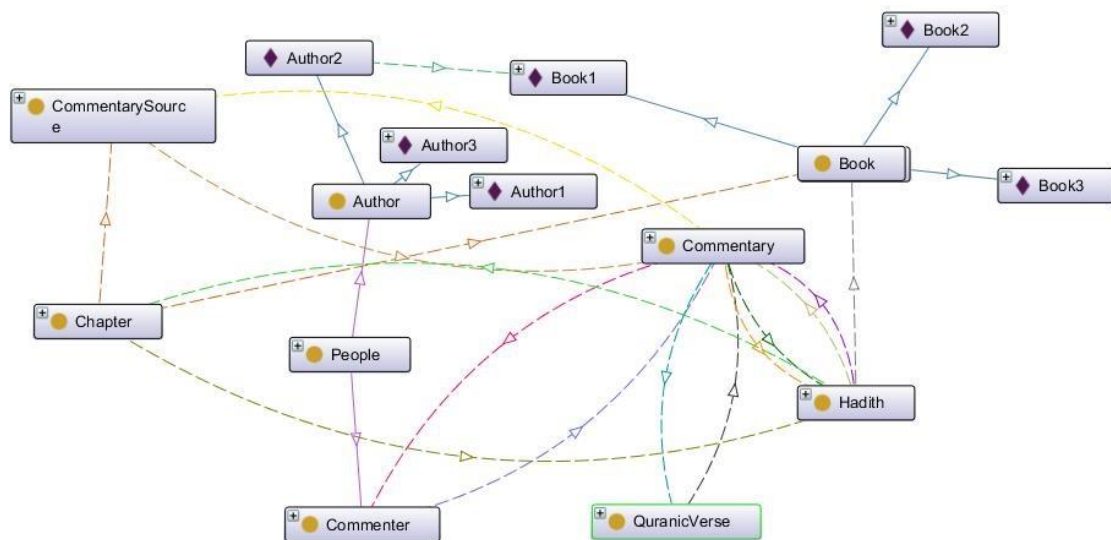 Book2
Author2
Book1
CommentarySourc
e
Author3
Book
Author1
Book3
Author
Commentary
Chapter
People
Hadith
Commenter
QuranicVerse